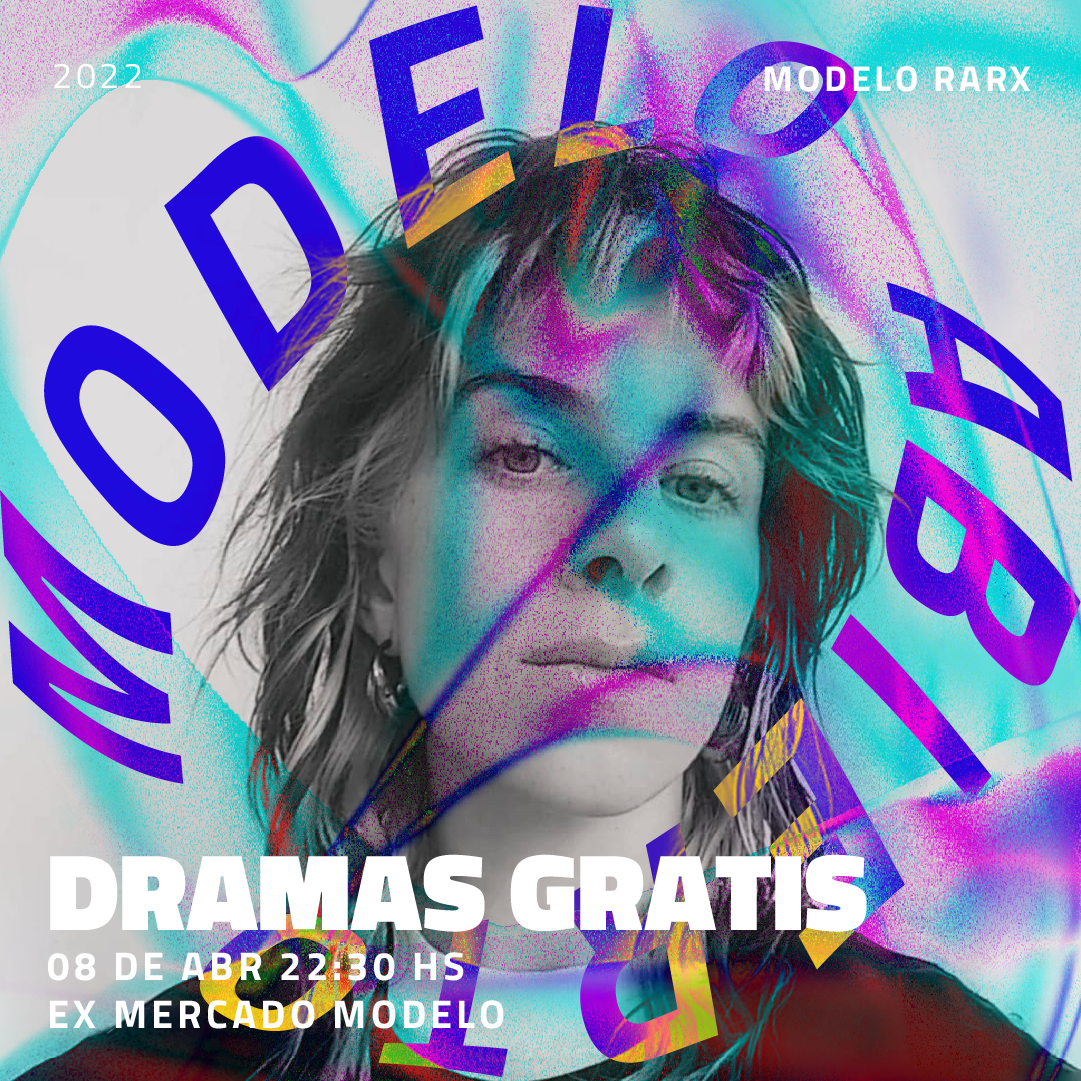 2022
MODELO RARX
MODELO ABIERTO
DRAMAS GRATIS
08 DE ABR 22:30 HS
EX MERCADO MODELO